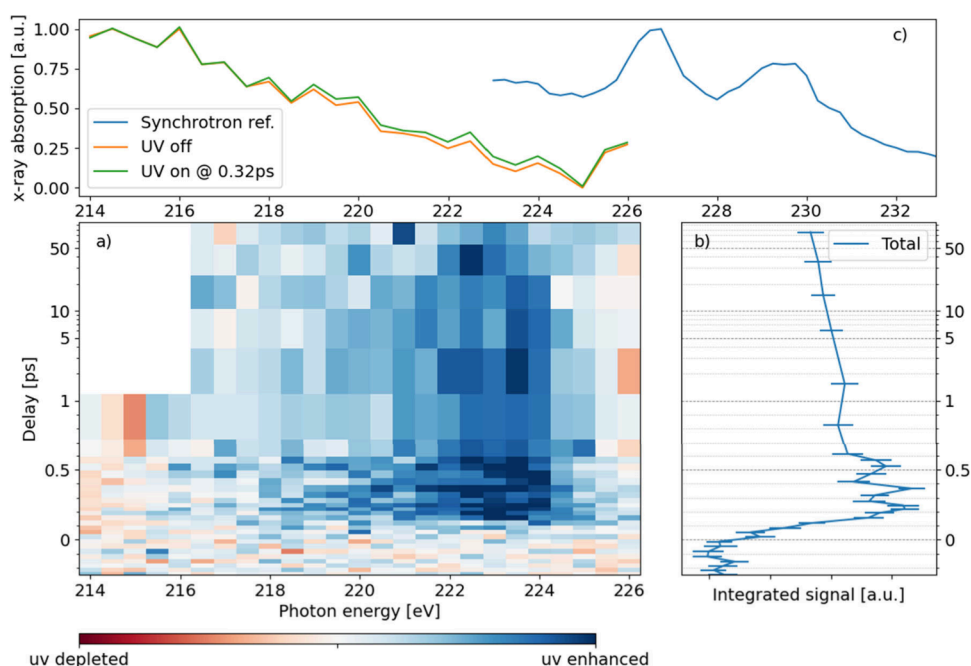 x-ray absorption [a.u.]
1.00
0.75
0.50
0.25
0.00
c)
Synchrotron ref.
UV off
UV on @ 0.32ps
214 216 218 220 222 224 226 228 230 232
a)
b)
Total
Delay [ps]
50
10
5
1
0.5
0
50
10
5
1
0.5
0
214 216 218 220 222 224 226
Photon energy [eV]
Integrated signal [a.u.]
uv depleted
uv enhanced